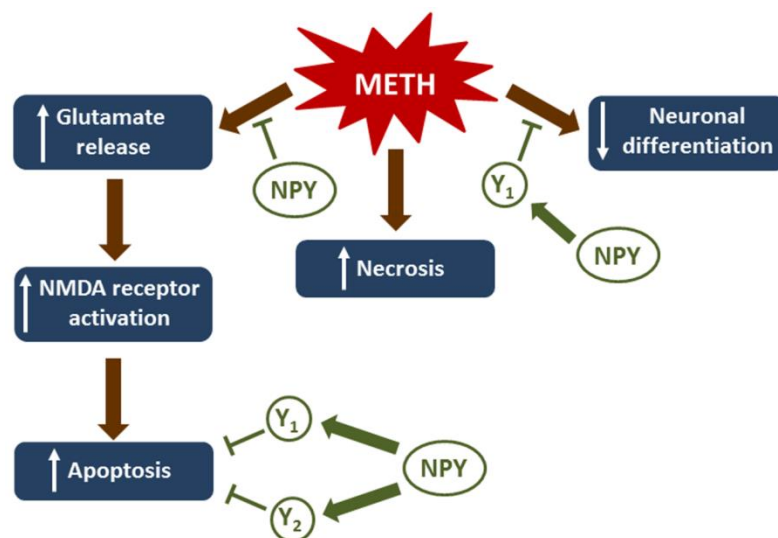 METH
Glutamate
release
Neuronal
differentiation
NPY
Y₁
NPY
Necrosis
NMDA receptor
activation
Y₁
Apoptosis
NPY
Y₂